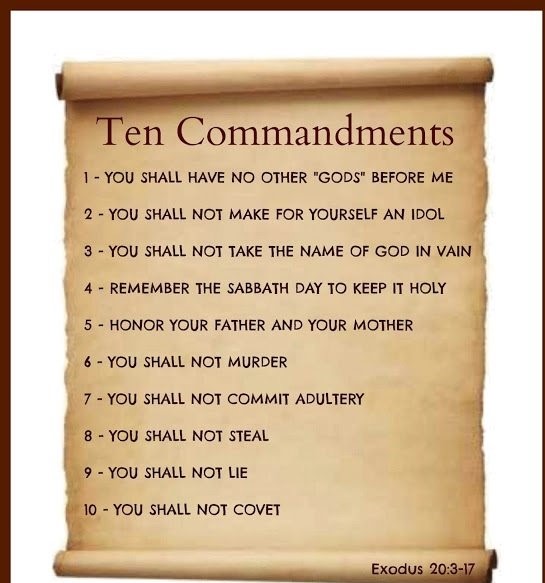 Ten Commandments
1 - YOU SHALL HAVE NO OTHER "GODS" BEFORE ME
2 - YOU SHALL NOT MAKE FOR YOURSELF AN IDOL
3 - YOU SHALL NOT TAKE THE NAME OF GOD IN VAIN
4 - REMEMBER THE SABBATH DAY TO KEEP IT HOLY
5 - HONOR YOUR FATHER AND YOUR MOTHER
6 - YOU SHALL NOT MURDER
7 - YOU SHALL NOT COMMIT ADULTERY
8 - YOU SHALL NOT STEAL
9 - YOU SHALL NOT LIE
10 - YOU SHALL NOT COVET
Exodus 20:3-17